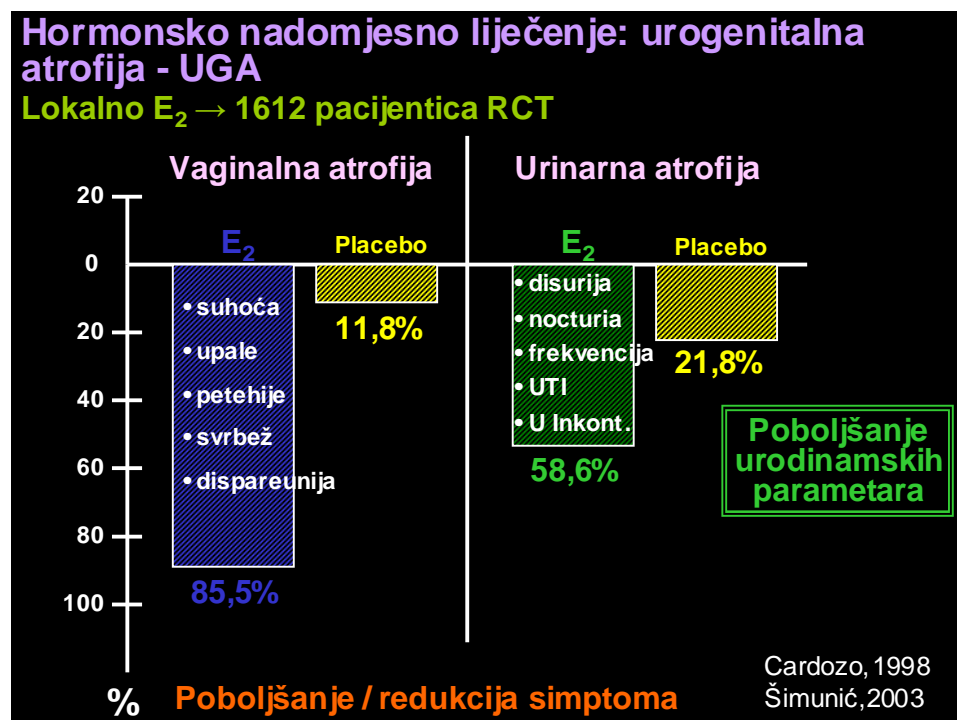 Hormonsko nadomjesno liječenje: urogenitalna
atrofija - UGA
Lokalno E₂ → 1612 pacijentica RCT
Vaginalna atrofija
Urinarna atrofija
20
0
20
40
60
80
100
%
E₂
Placebo
• suhoća
• upale
• petehije
• svrbež
• dispareunija
85,5%
11,8%
E₂
Placebo
• disurija
• nocturia
• frekvencija
• UTI
• U Inkont.
58,6%
21,8%
Poboljšanje
urodinamskih
parametara
Poboljšanje / redukcija simptoma
Cardozo,1998
Šimunić,2003